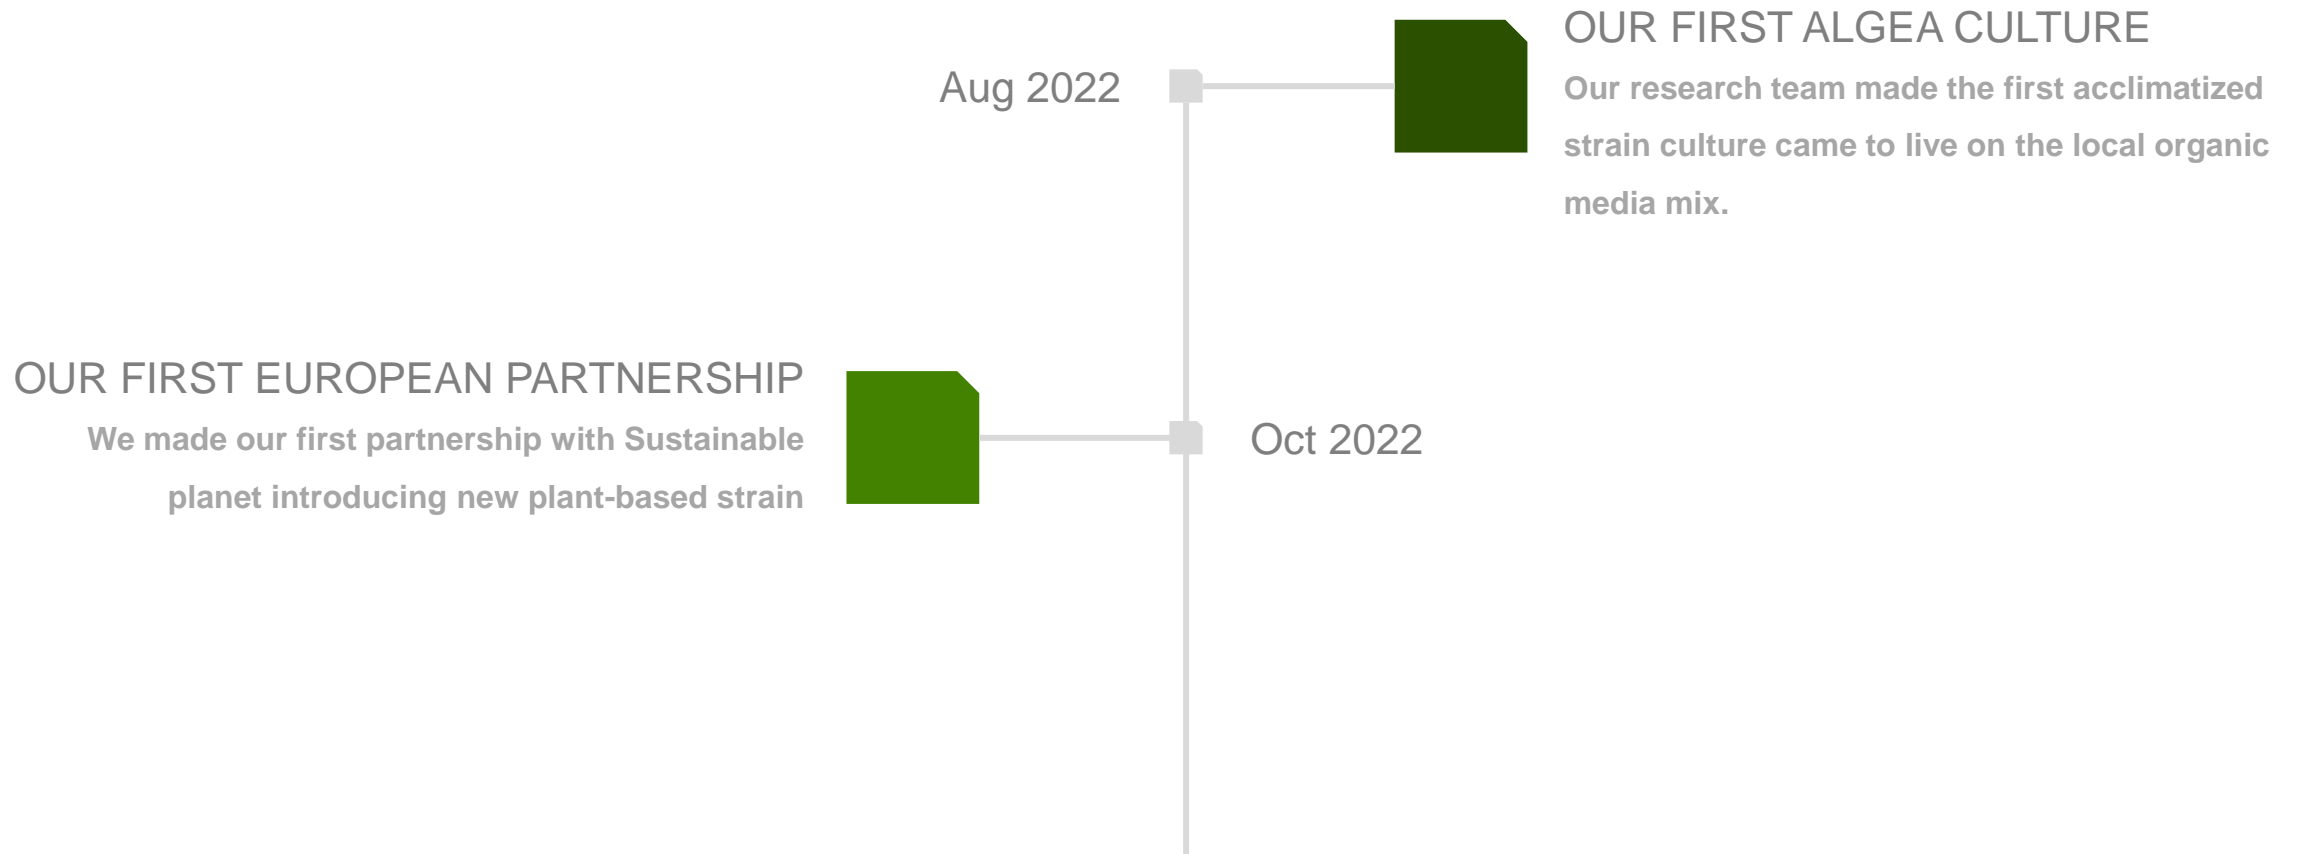 OUR FIRST ALGEA CULTURE
Aug 2022
Our research team made the first acclimatized
strain culture came to live on the local organic
media mix.
OUR FIRST EUROPEAN PARTNERSHIP
We made our first partnership with Sustainable
Oct 2022
planet introducing new plant-based strain